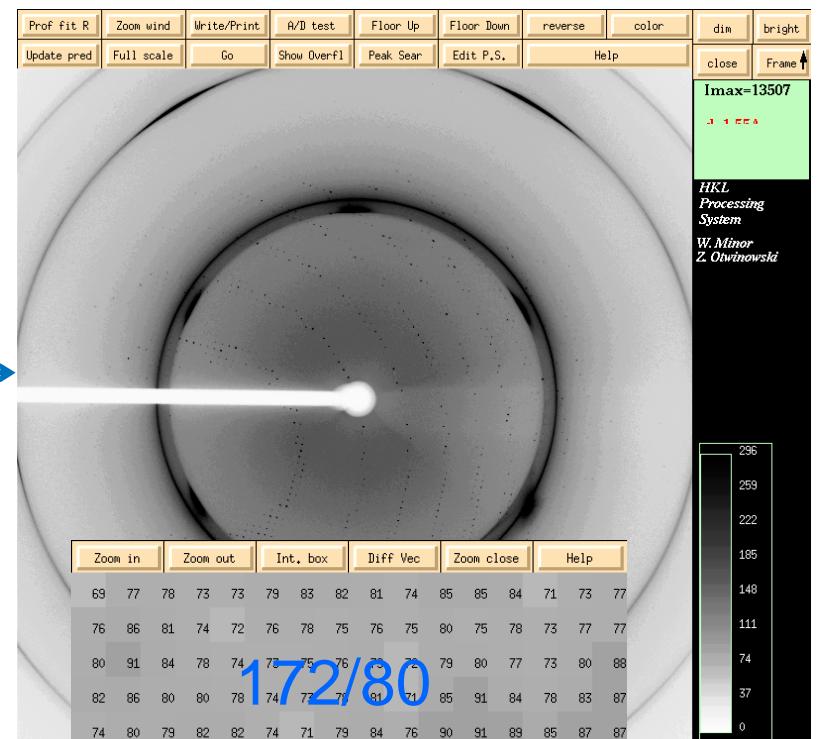 Prof fit R Zoom wind Write/Print A/D test Floor Up Floor Down reverse color dim bright
Update pred Full scale Go Show Overfl Peak Sear Edit P.S. Help close Frame
Imax=13507
HKL
Processing
System
W. Minor
Z. Otwinowski
296
259
222
185
148
111
74
37
0
Zoom in Zoom out Int. box Diff Vec Zoom close Help
69 77 78 73 73 79 83 82 81 74 85 85 84 71 73 77
76 86 81 74 72 76 78 75 76 75 80 75 78 73 77 77
80 91 84 78 74 79 80 77 73 80 88
172/80
82 86 80 80 78 74 81 71 85 91 84 78 83 87
74 80 79 82 82 74 71 79 84 76 90 91 89 85 87 87